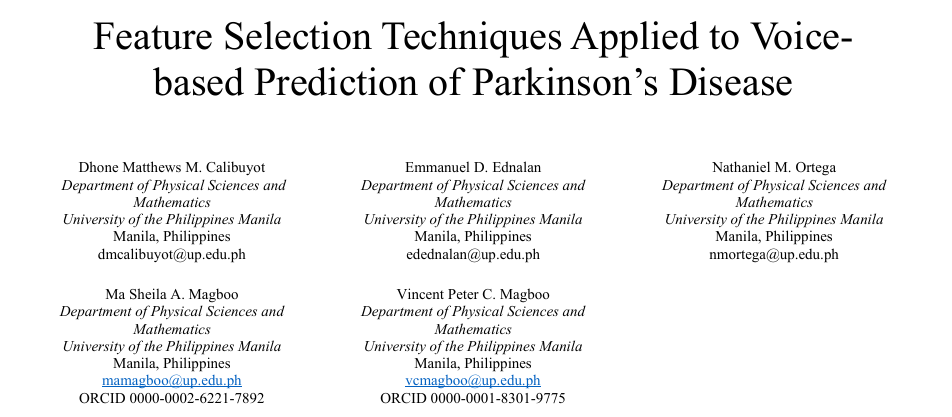 Feature Selection Techniques Applied to Voice-
based Prediction of Parkinson’s Disease
Dhone Matthews M. Calibuyot
Department of Physical Sciences and
Mathematics
University of the Philippines Manila
Manila, Philippines
dmcalibuyot@up.edu.ph
Emmanuel D. Ednalan
Department of Physical Sciences and
Mathematics
University of the Philippines Manila
Manila, Philippines
edednalan@up.edu.ph
Nathaniel M. Ortega
Department of Physical Sciences and
Mathematics
University of the Philippines Manila
Manila, Philippines
nmortega@up.edu.ph
Ma Sheila A. Magboo
Department of Physical Sciences and
Mathematics
University of the Philippines Manila
Manila, Philippines
mamagboo@up.edu.ph
ORCID 0000-0002-6221-7892
Vincent Peter C. Magboo
Department of Physical Sciences and
Mathematics
University of the Philippines Manila
Manila, Philippines
vcmagboo@up.edu.ph
ORCID 0000-0001-8301-9775